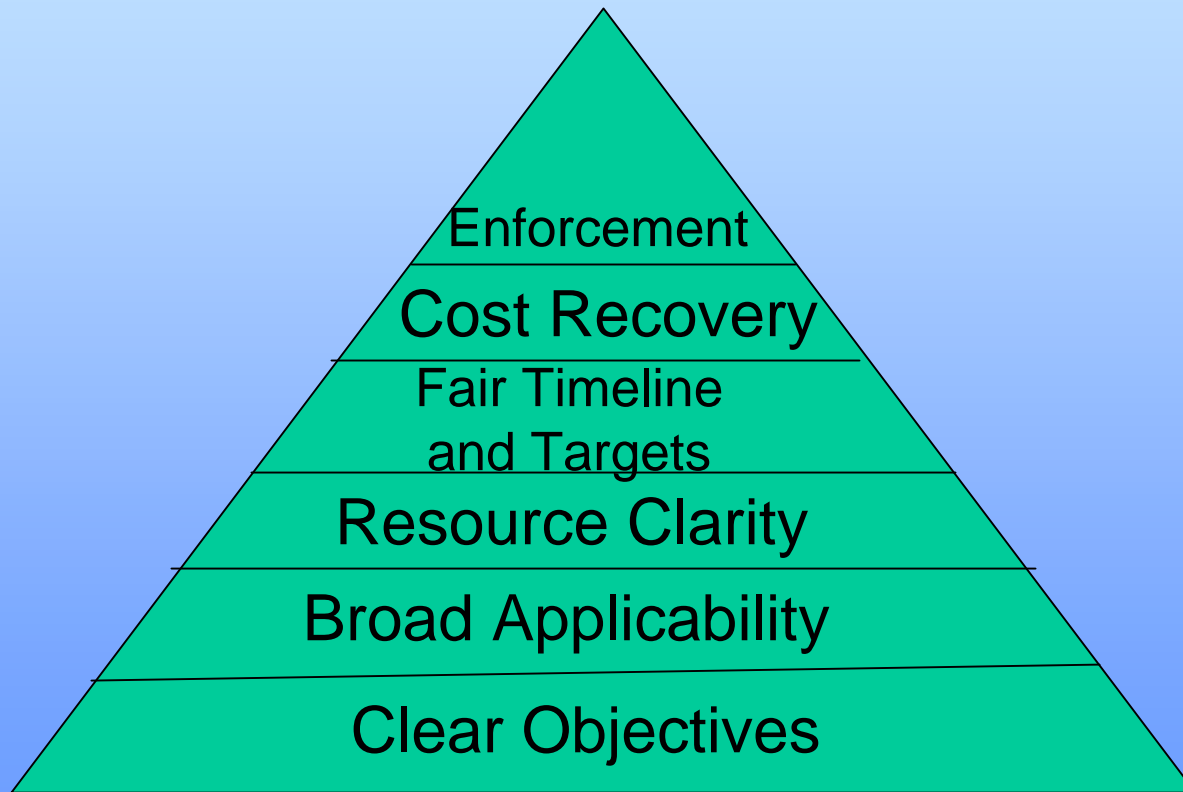 Enforcement
Cost Recovery
Fair Timeline
and Targets
Resource Clarity
Broad Applicability
Clear Objectives